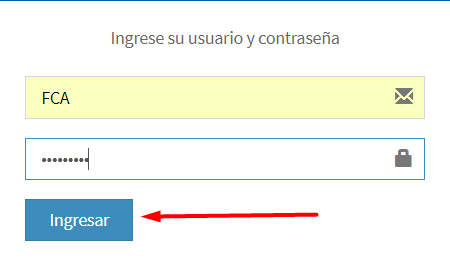 Ingrese su usuario y contraseña
FCA
•••••••••
Ingresar